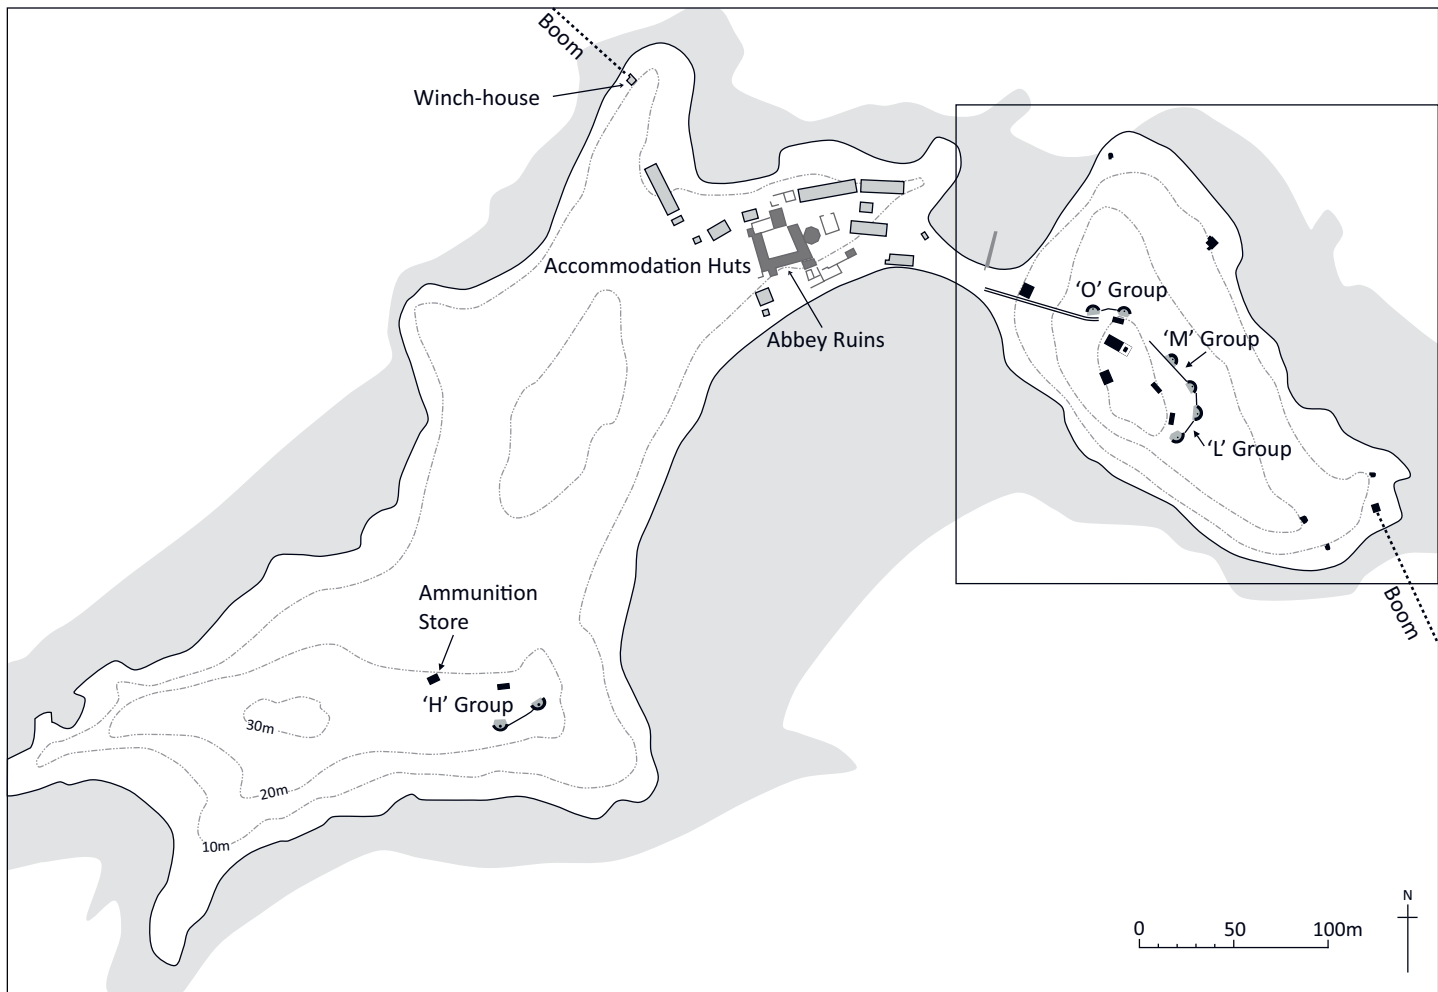 Boom
Winch-house
Accommodation Huts
Abbey Ruins
‘O’ Group
‘M’ Group
‘L’ Group
Boom
Ammunition
Store
‘H’ Group
30m
20m
10m
N
0 50 100m